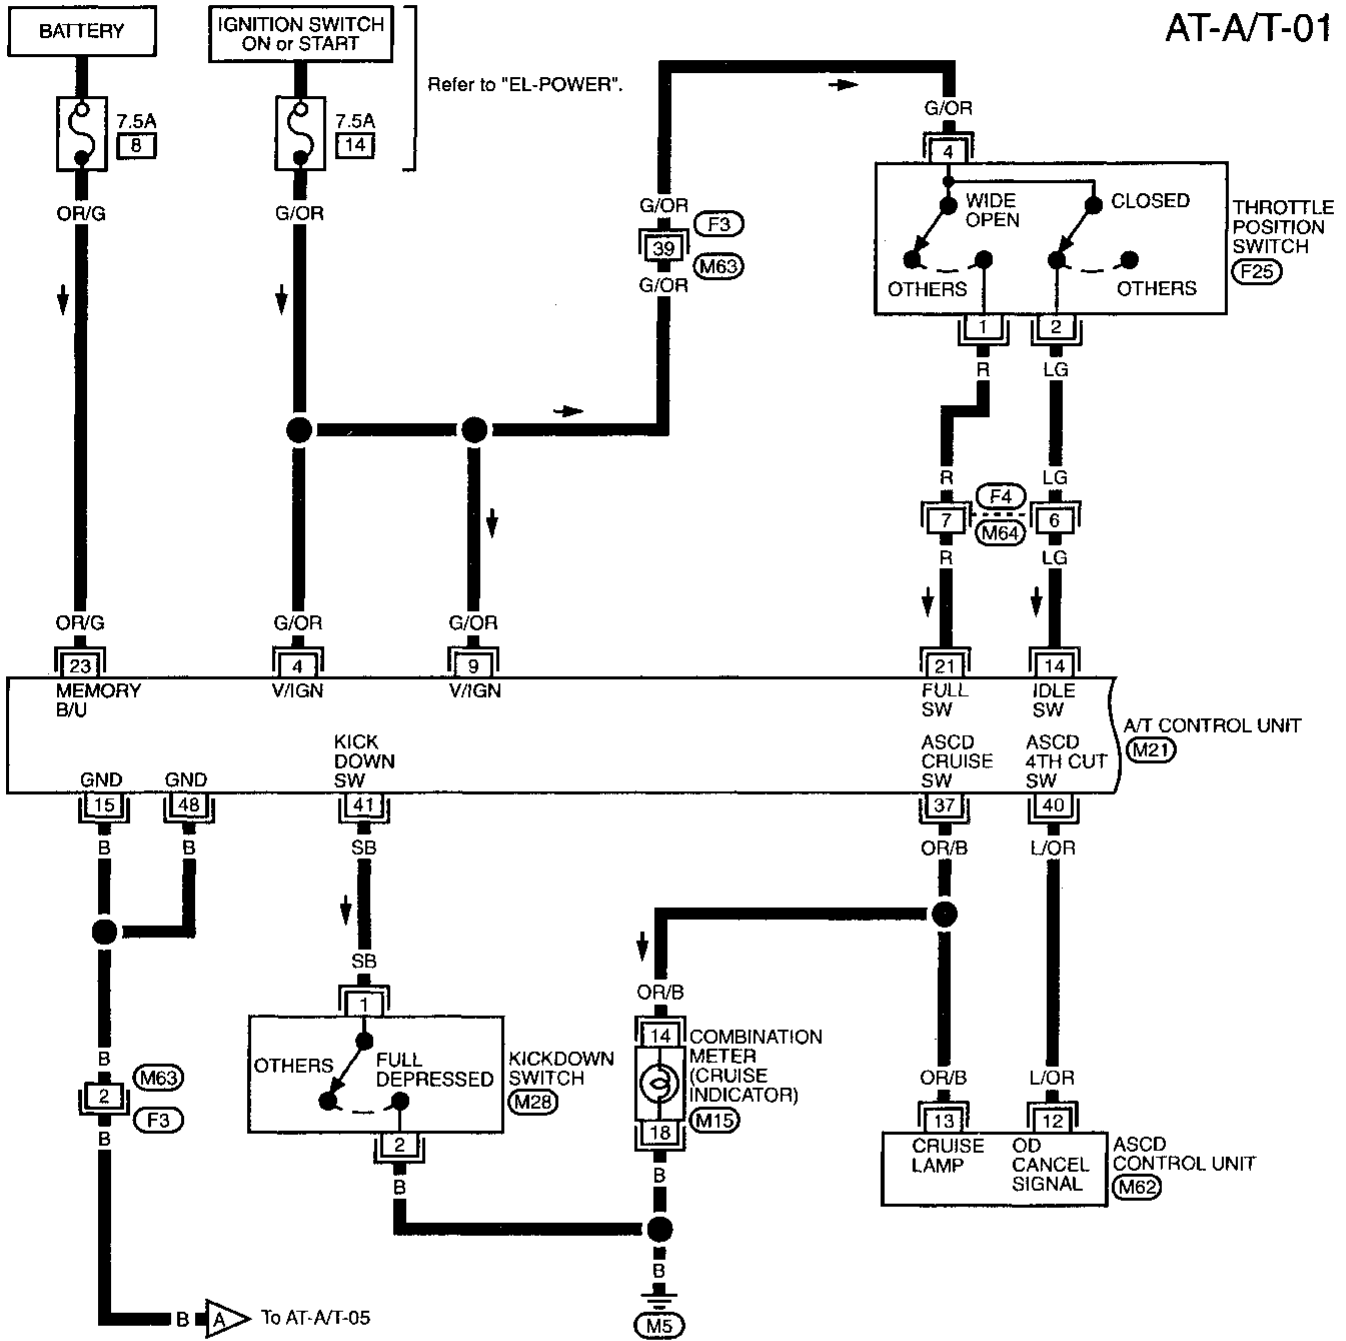 AT-A/T-01
BATTERY
IGNITION SWITCH
ON or START
Refer to "EL-POWER".
7.5A
8
7.5A
14
OR/G
G/OR
G/OR
F3
39
M63
G/OR
G/OR
4
WIDE
OPEN
CLOSED
OTHERS
OTHERS
THROTTLE
POSITION
SWITCH
F25
1
2
R
LG
R
LG
7
F4
M64
6
R
LG
OR/G
G/OR
G/OR
23
4
9
21
14
MEMORY
B/U
V/IGN
V/IGN
FULL
SW
IDLE
SW
A/T CONTROL UNIT
M21
KICK
DOWN
SW
ASCD
CRUISE
SW
ASCD
4TH CUT
SW
GND
GND
15
48
41
37
40
B
B
SB
OR/B
L/OR
SB
OR/B
1
OTHERS
FULL
DEPRESSED
KICKDOWN
SWITCH
M28
2
B
14
COMBINATION
METER
(CRUISE
INDICATOR)
M15
18
B
B
M63
2
F3
B
OR/B
L/OR
13
12
CRUISE
LAMP
OD
CANCEL
SIGNAL
ASCD
CONTROL UNIT
M62
B
M5
B
A
To AT-A/T-05